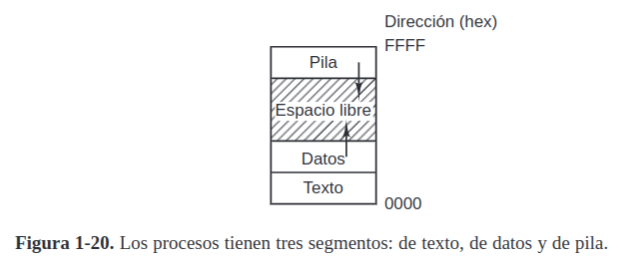 Dirección (hex)
FFFF
Pila
Espacio libre
Datos
Texto
0000
Figura 1-20. Los procesos tienen tres segmentos: de texto, de datos y de pila.